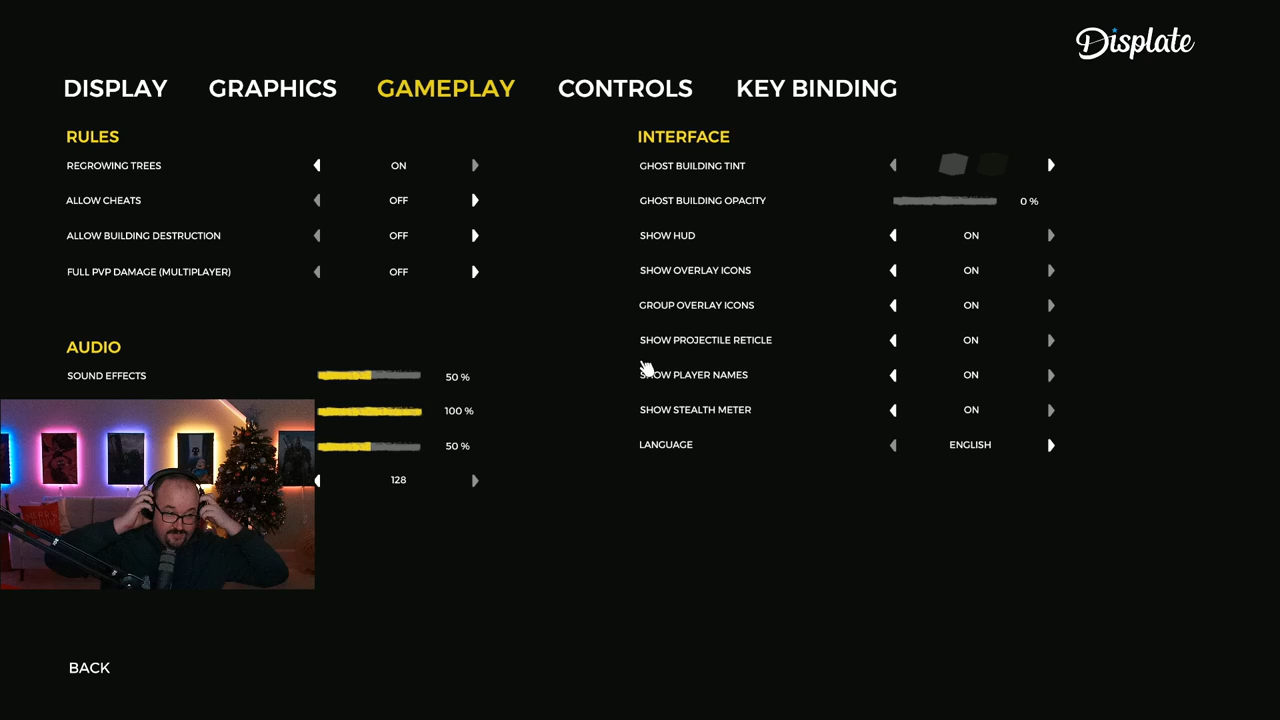 Displate
DISPLAY GRAPHICS GAMEPLAY CONTROLS KEY BINDING
RULES
REGROWING TREES ON
ALLOW CHEATS OFF
ALLOW BUILDING DESTRUCTION OFF
FULL PVP DAMAGE (MULTIPLAYER) OFF
AUDIO
SOUND EFFECTS 50 %
100 %
50 %
128
INTERFACE
GHOST BUILDING TINT
GHOST BUILDING OPACITY 0 %
SHOW HUD ON
SHOW OVERLAY ICONS ON
GROUP OVERLAY ICONS ON
SHOW PROJECTILE RETICLE ON
SHOW PLAYER NAMES ON
SHOW STEALTH METER ON
LANGUAGE ENGLISH
BACK